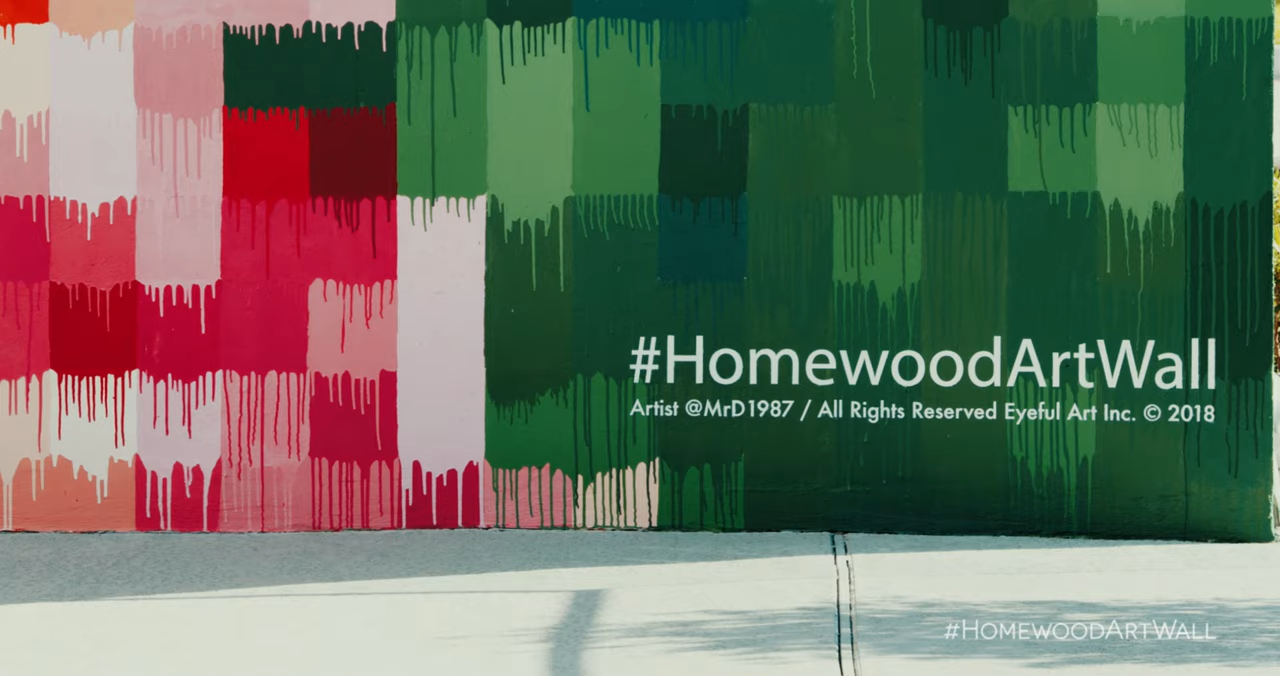 #HomewoodArtWall
Artist @MrD1987 / All Rights Reserved Eyeful Art Inc. © 2018
#HOMEWOODARTWALL